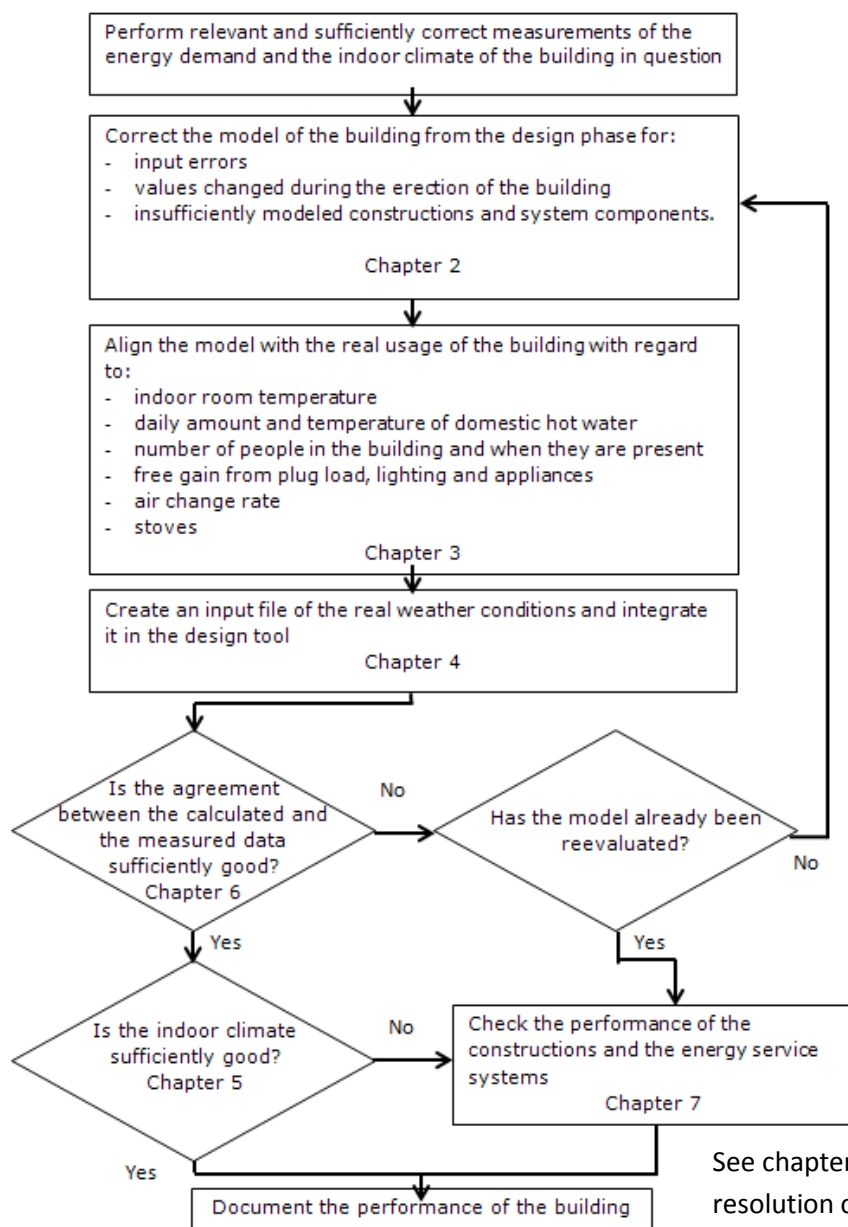 Perform relevant and sufficiently correct measurements of the
energy demand and the indoor climate of the building in question
Correct the model of the building from the design phase for:
- input errors
- values changed during the erection of the building
- insufficiently modeled constructions and system components.
Chapter 2
Align the model with the real usage of the building with regard
to:
- indoor room temperature
- daily amount and temperature of domestic hot water
- number of people in the building and when they are present
- free gain from plug load, lighting and appliances
- air change rate
- stoves
Chapter 3
Create an input file of the real weather conditions and integrate
it in the design tool
Chapter 4
Is the agreement
between the calculated and
the measured data
sufficiently good?
Chapter 6
No
Has the model already been
reevaluated?
No
Yes
Yes
Is the indoor climate
sufficiently good?
Chapter 5
No
Check the performance of the
constructions and the energy service
systems
Chapter 7
Yes
See chapter
resolution
Document the performance of the building